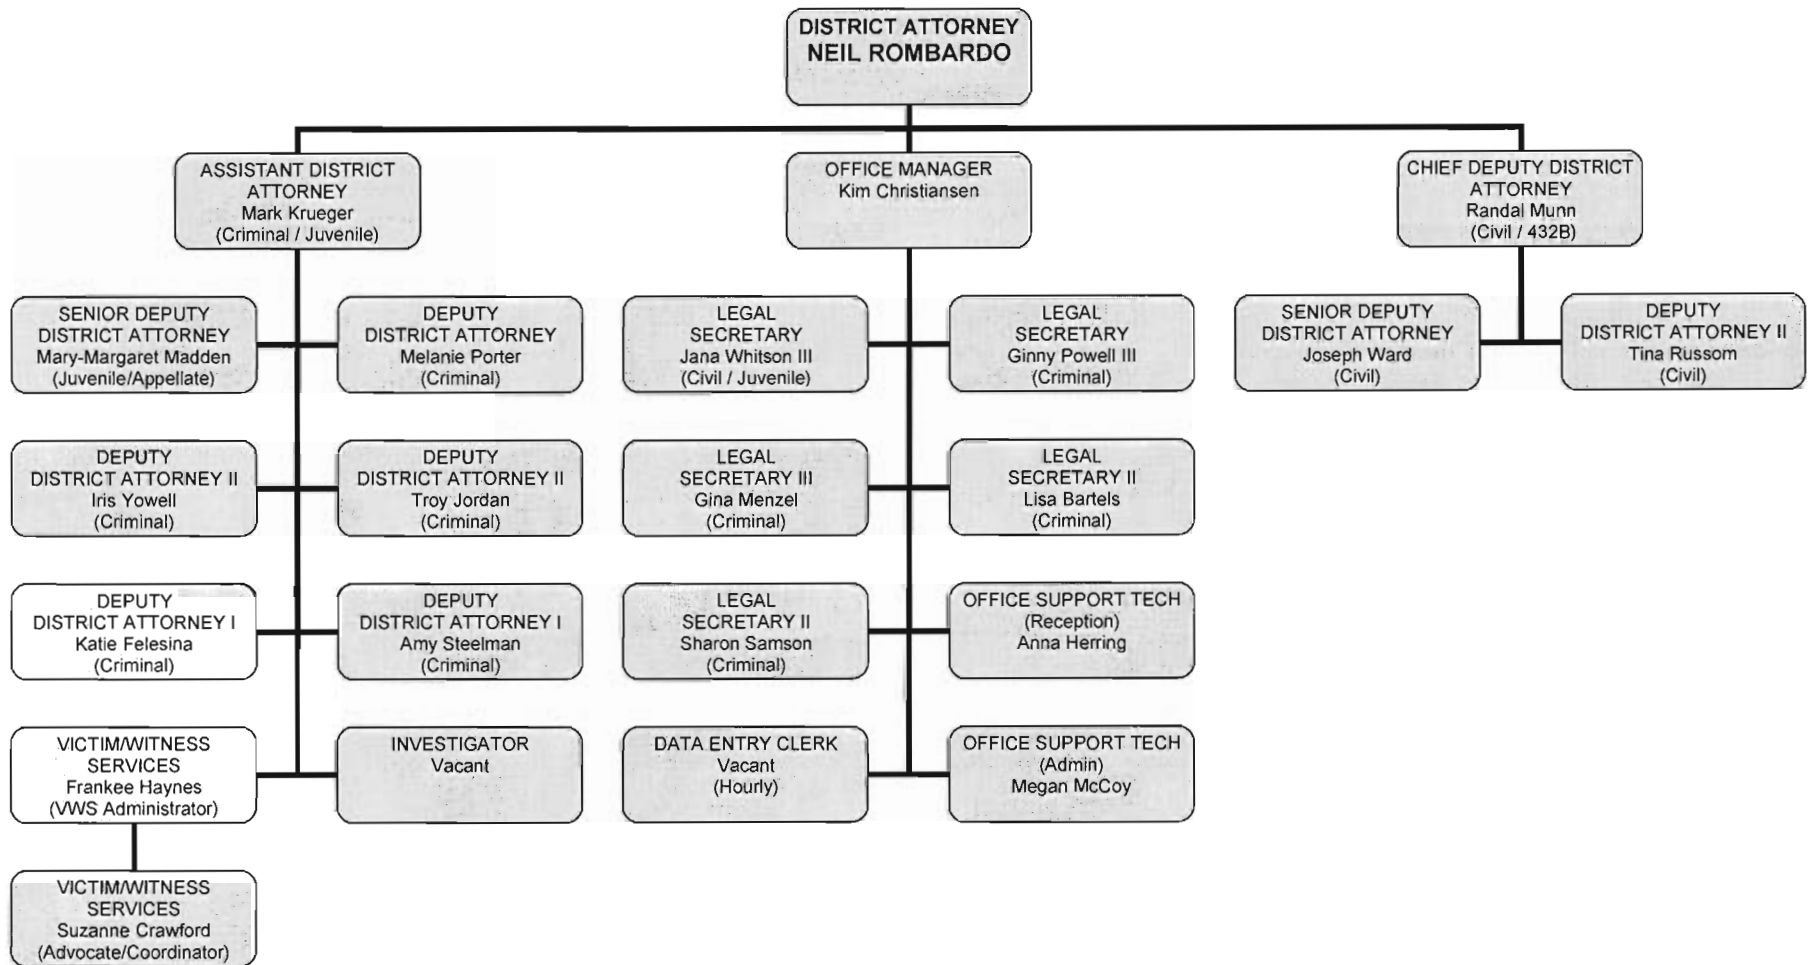 DISTRICT ATTORNEY
NEIL ROMBARDO
ASSISTANT DISTRICT
ATTORNEY
Mark Krueger
(Criminal / Juvenile)
OFFICE MANAGER
Kim Christiansen
CHIEF DEPUTY DISTRICT
ATTORNEY
Randal Munn
(Civil / 432B)
SENIOR DEPUTY
DISTRICT ATTORNEY
Mary-Margaret Madden
(Juvenile/Appellate)
DEPUTY
DISTRICT ATTORNEY
Melanie Porter
(Criminal)
LEGAL
SECRETARY
Jana Whitson III
(Civil / Juvenile)
LEGAL
SECRETARY
Ginny Powell III
(Criminal)
SENIOR DEPUTY
DISTRICT ATTORNEY
Joseph Ward
(Civil)
DEPUTY
DISTRICT ATTORNEY II
Tina Russom
(Civil)
DEPUTY
DISTRICT ATTORNEY II
Iris Yowell
(Criminal)
DEPUTY
DISTRICT ATTORNEY II
Troy Jordan
(Criminal)
LEGAL
SECRETARY III
Gina Menzel
(Criminal)
LEGAL
SECRETARY II
Lisa Bartels
(Criminal)
DEPUTY
DISTRICT ATTORNEY I
Katie Felesina
(Criminal)
DEPUTY
DISTRICT ATTORNEY I
Amy Steelman
(Criminal)
LEGAL
SECRETARY II
Sharon Samson
(Criminal)
OFFICE SUPPORT TECH
(Reception)
Anna Herring
VICTIM/WITNESS
SERVICES
Frankee Haynes
(VWS Administrator)
INVESTIGATOR
Vacant
DATA ENTRY CLERK
Vacant
(Hourly)
OFFICE SUPPORT TECH
(Admin)
Megan McCoy
VICTIM/WITNESS
SERVICES
Suzanne Crawford
(Advocate/Coordinator)